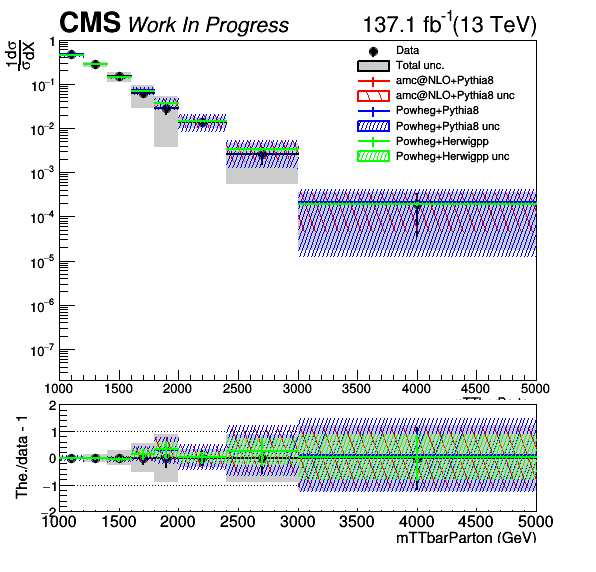 CMS Work In Progress 137.1 fb⁻¹(13 TeV)
1 dσ
σ dX
1
10⁻¹
10⁻²
10⁻³
10⁻⁴
10⁻⁵
10⁻⁶
10⁻⁷
Data
Total unc.
amc@NLO+Pythia8
amc@NLO+Pythia8 unc
Powheg+Pythia8
Powheg+Pythia8 unc
Powheg+Herwigpp
Powheg+Herwigpp unc
1000 1500 2000 2500 3000 3500 4000 4500 5000
The./data - 1
2
1
0
−1
−2
1000 1500 2000 2500 3000 3500 4000 4500 5000
mTTbarParton (GeV)